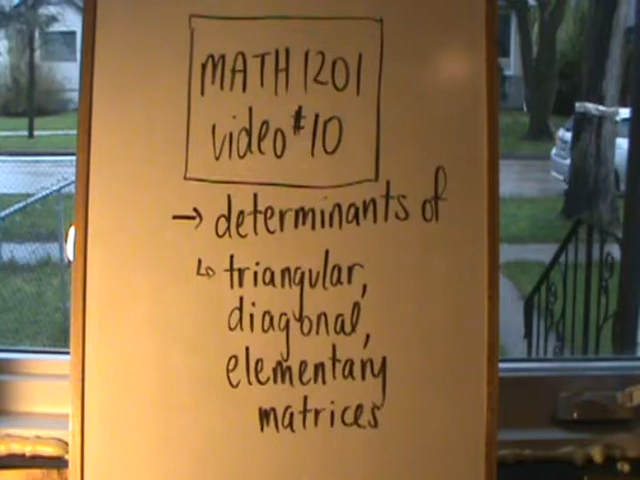 MATH 1201
video #10
→ determinants of
↳ triangular,
diagonal,
elementary
matrices